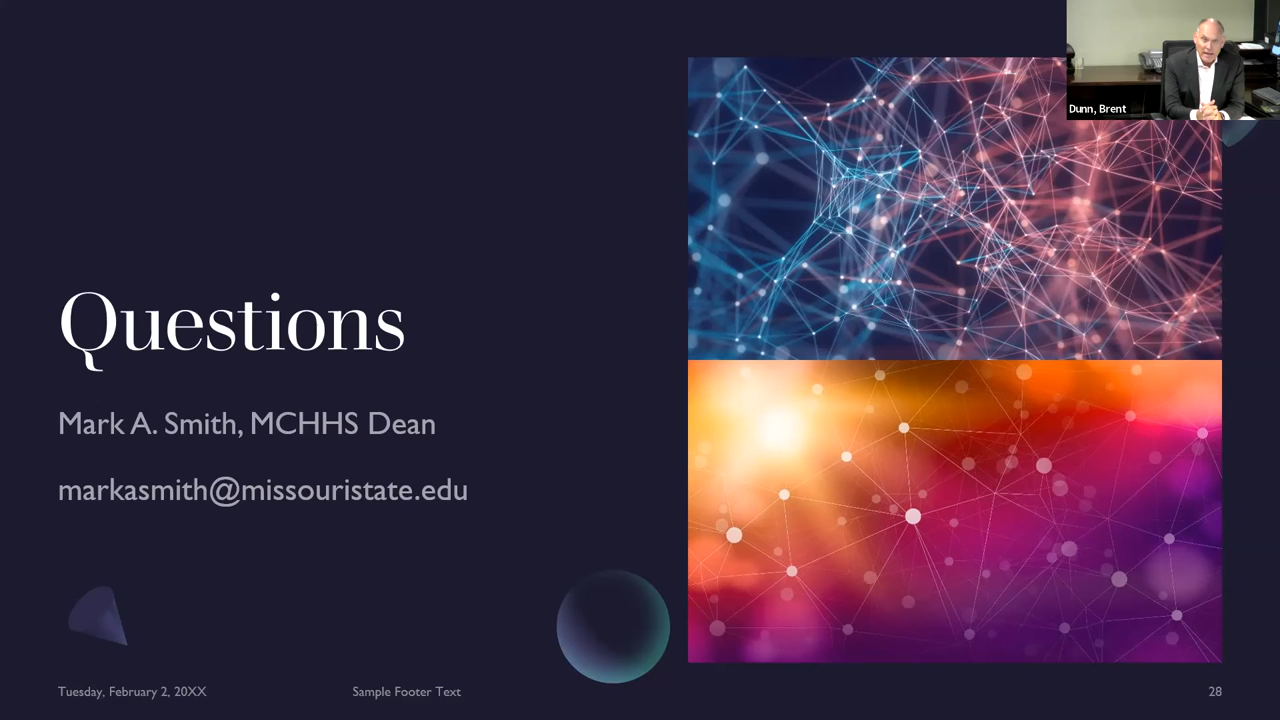 Dunn, Brent
Questions
Mark A. Smith, MCHHS Dean
markasmith@missouristate.edu
Tuesday, February 2, 20XX
Sample Footer Text
28